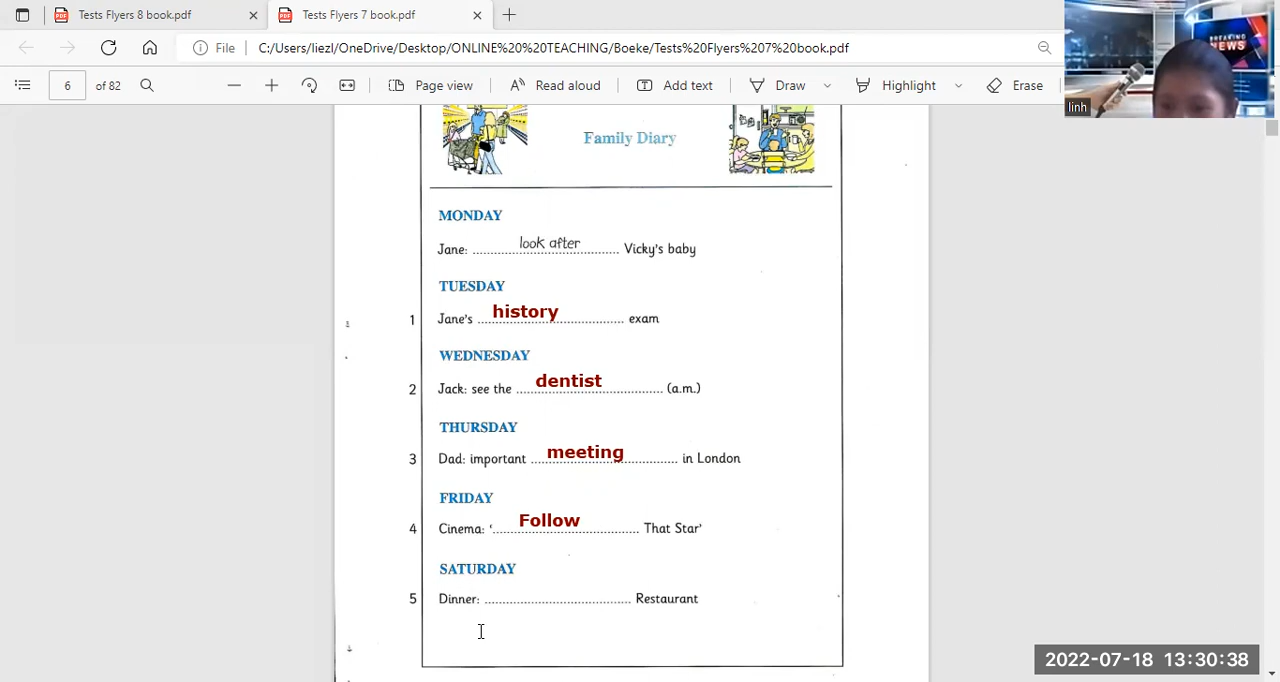 Tests Flyers 8 book.pdf
Tests Flyers 7 book.pdf
File
C:/Users/liezl/OneDrive/Desktop/ONLINE%20%20TEACHING/Boeke/Tests%20Flyers%207%20book.pdf
6 of 82
Page view
Read aloud
Add text
Draw
Highlight
Erase
BREAKING
NEWS
linh
Family Diary
MONDAY
Jane: look after Vicky's baby
TUESDAY
1 Jane's history exam
WEDNESDAY
2 Jack: see the dentist (a.m.)
THURSDAY
3 Dad: important meeting in London
FRIDAY
4 Cinema: 'Follow That Star'
SATURDAY
5 Dinner: Restaurant
2022-07-18 13:30:38